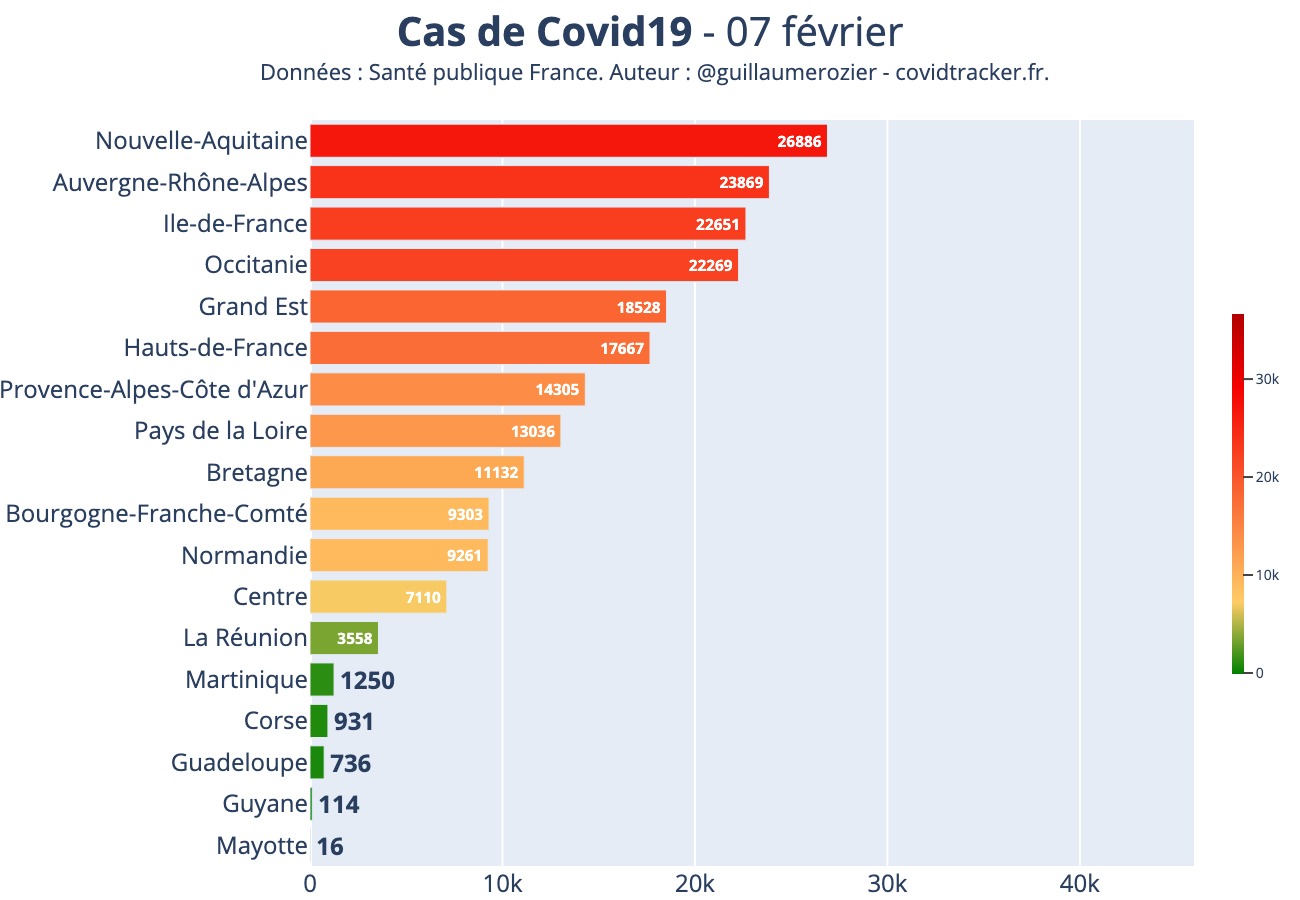 Cas de Covid19 - 07 février
Données : Santé publique France. Auteur : @guillaumerozier - covidtracker.fr.
Nouvelle-Aquitaine 26886
Auvergne-Rhône-Alpes 23869
Ile-de-France 22651
Occitanie 22269
Grand Est 18528
Hauts-de-France 17667
Provence-Alpes-Côte d'Azur 14305
Pays de la Loire 13036
Bretagne 11132
Bourgogne-Franche-Comté 9303
Normandie 9261
Centre 7110
La Réunion 3558
Martinique 1250
Corse 931
Guadeloupe 736
Guyane 114
Mayotte 16
0 10k 20k 30k 40k
30k
20k
10k
0